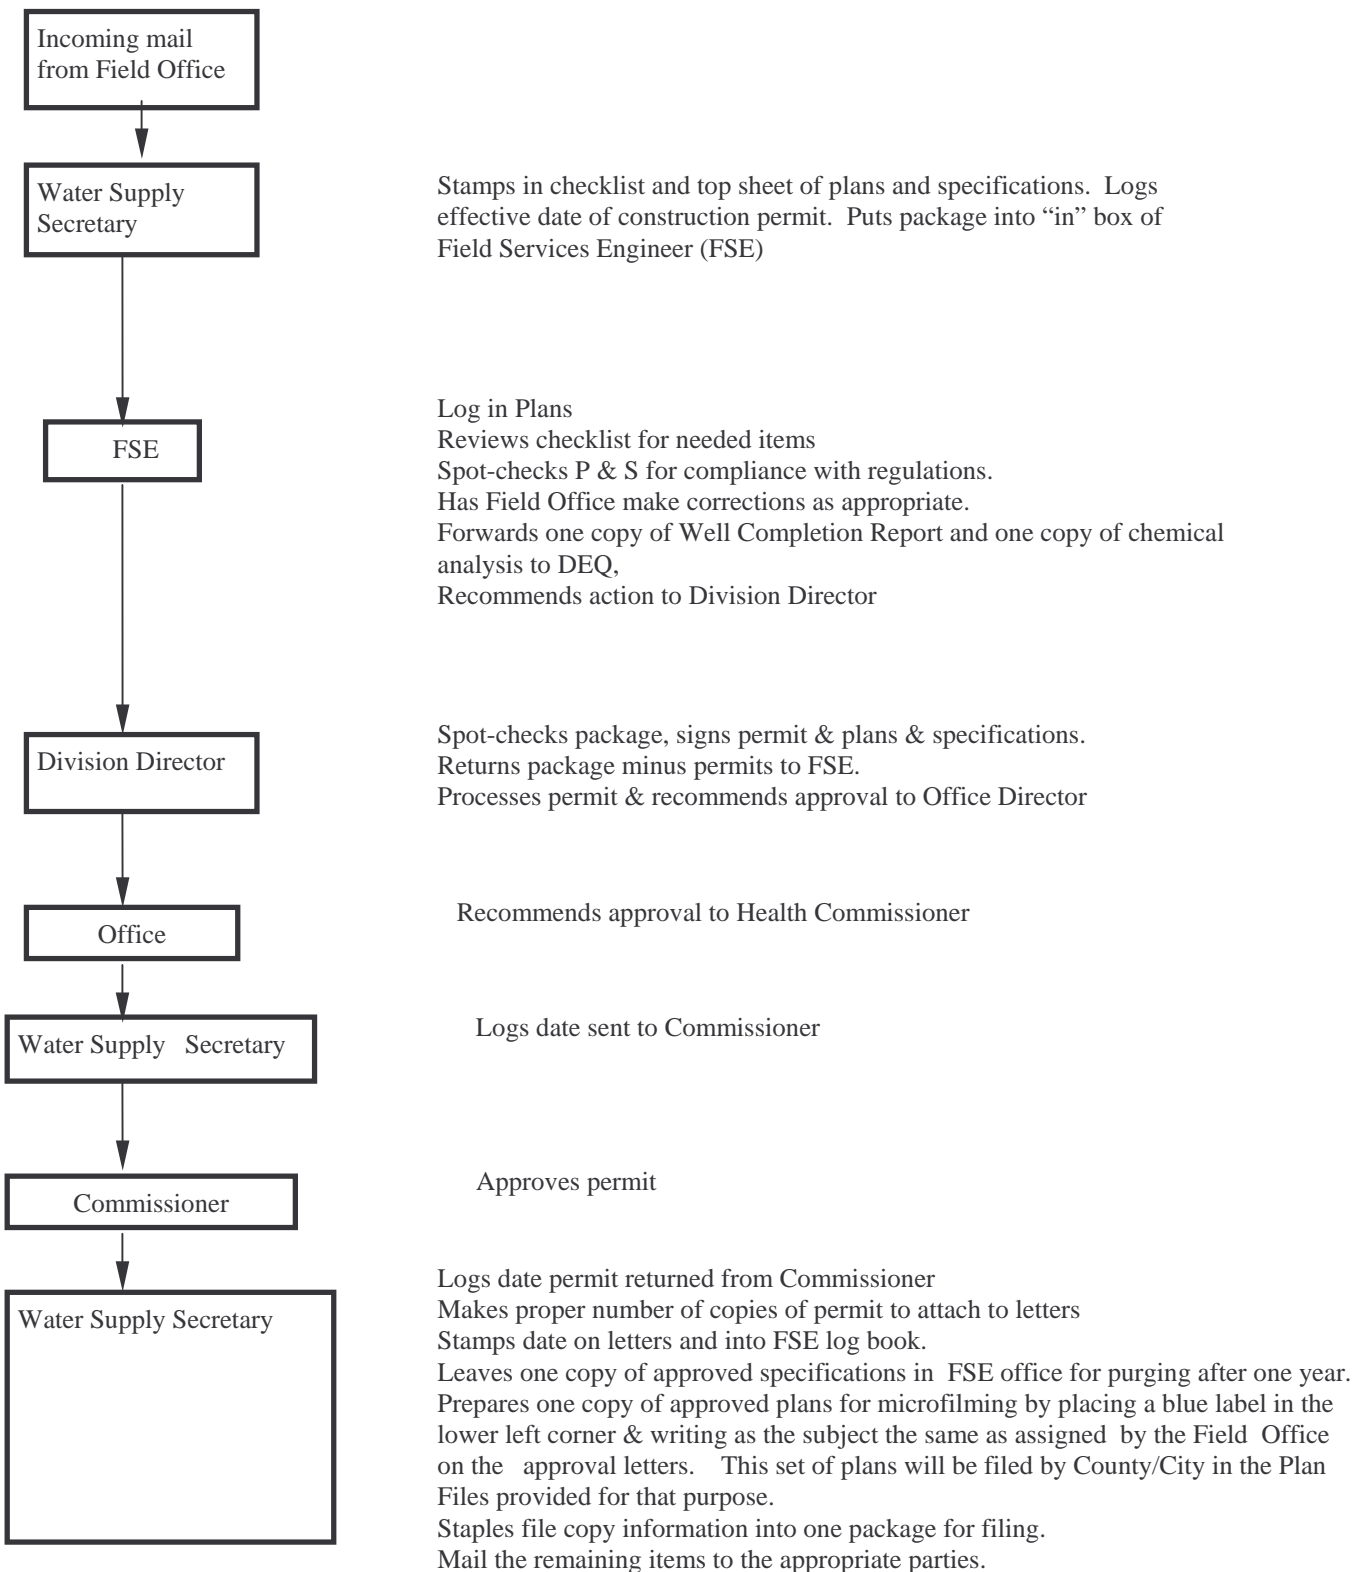 Incoming mail
from Field Office
Water Supply
Secretary
Stamps in checklist and top sheet of plans and specifications.  Logs
effective date of construction permit.  Puts package into “in” box of
Field Services Engineer (FSE)
FSE
Log in Plans
Reviews checklist for needed items
Spot-checks P & S for compliance with regulations.
Has Field Office make corrections as appropriate.
Forwards one copy of Well Completion Report and one copy of chemical
analysis to DEQ,
Recommends action to Division Director
Division Director
Spot-checks package, signs permit & plans & specifications.
Returns package minus permits to FSE.
Processes permit & recommends approval to Office Director
Office
Recommends approval to Health Commissioner
Water Supply   Secretary
Logs date sent to Commissioner
Commissioner
Approves permit
Water Supply Secretary
Logs date permit returned from Commissioner
Makes proper number of copies of permit to attach to letters
Stamps date on letters and into FSE log book.
Leaves one copy of approved specifications in  FSE office for purging after one year.
Prepares one copy of approved plans for microfilming by placing a blue label in the
lower left corner & writing as the subject the same as assigned  by the Field  Office
on the   approval letters.    This set of plans will be filed by County/City in the Plan
Files provided for that purpose.
Staples file copy information into one package for filing.
Mail the remaining items to the appropriate parties.